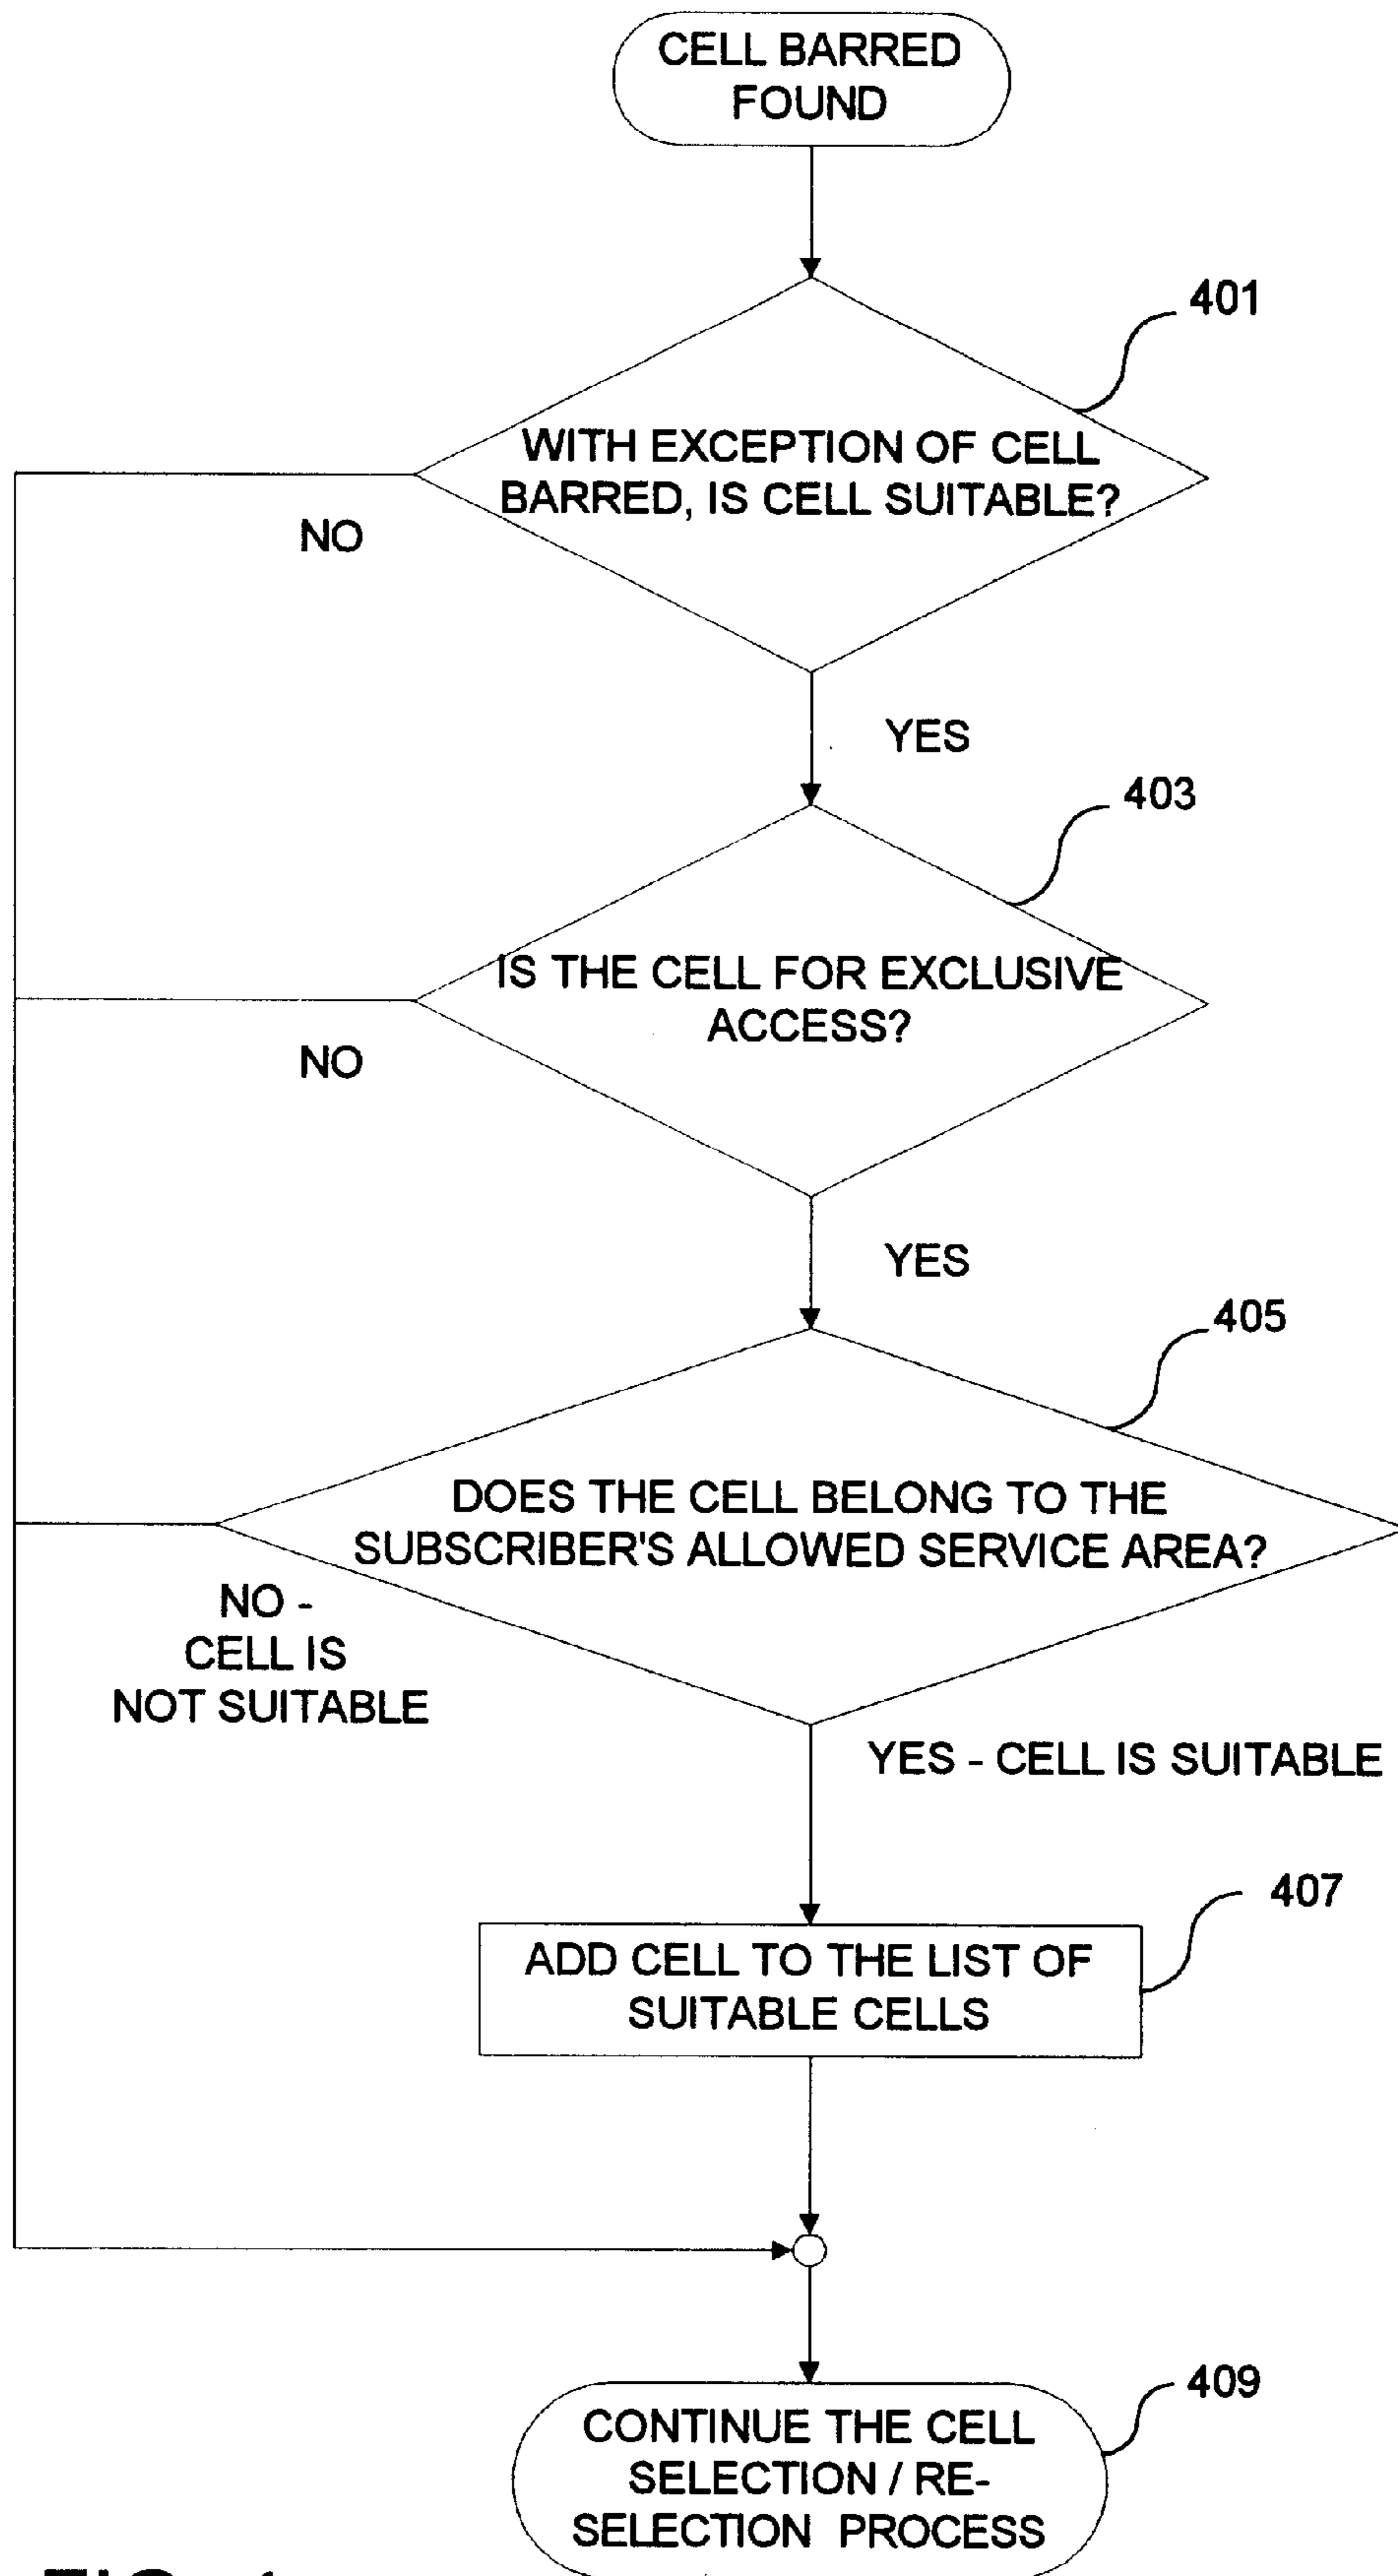 CELL BARRED
FOUND
401
WITH EXCEPTION OF CELL
BARRED, IS CELL SUITABLE?
NO
YES
403
IS THE CELL FOR EXCLUSIVE
ACCESS?
NO
YES
405
DOES THE CELL BELONG TO THE
SUBSCRIBER'S ALLOWED SERVICE AREA?
NO -
CELL IS
NOT SUITABLE
YES - CELL IS SUITABLE
407
ADD CELL TO THE LIST OF
SUITABLE CELLS
409
CONTINUE THE CELL
SELECTION / RE-
SELECTION PROCESS